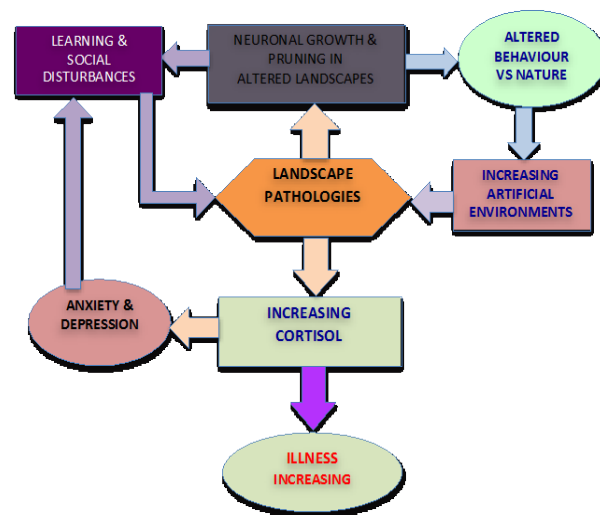 LEARNING &
SOCIAL
DISTURBANCES
NEURONAL GROWTH &
PRUNING IN
ALTERED LANDSCAPES
ALTERED
BEHAVIOUR
VS NATURE
LANDSCAPE
PATHOLOGIES
INCREASING
ARTIFICIAL
ENVIRONMENTS
ANXIETY &
DEPRESSION
INCREASING
CORTISOL
ILLNESS
INCREASING